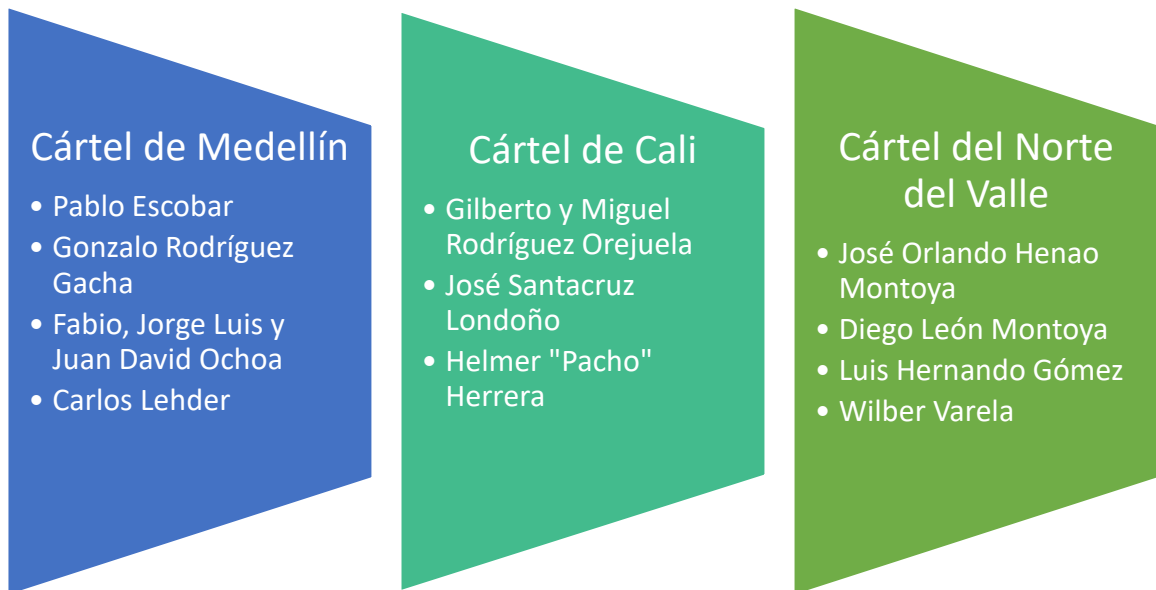 Cártel de Medellín
• Pablo Escobar
• Gonzalo Rodríguez
Gacha
• Fabio, Jorge Luis y
Juan David Ochoa
• Carlos Lehder
Cártel de Cali
• Gilberto y Miguel
Rodríguez Orejuela
• José Santacruz
Londoño
• Helmer "Pacho"
Herrera
Cártel del Norte
del Valle
• José Orlando Henao
Montoya
• Diego León Montoya
• Luis Hernando Gómez
• Wilber Varela